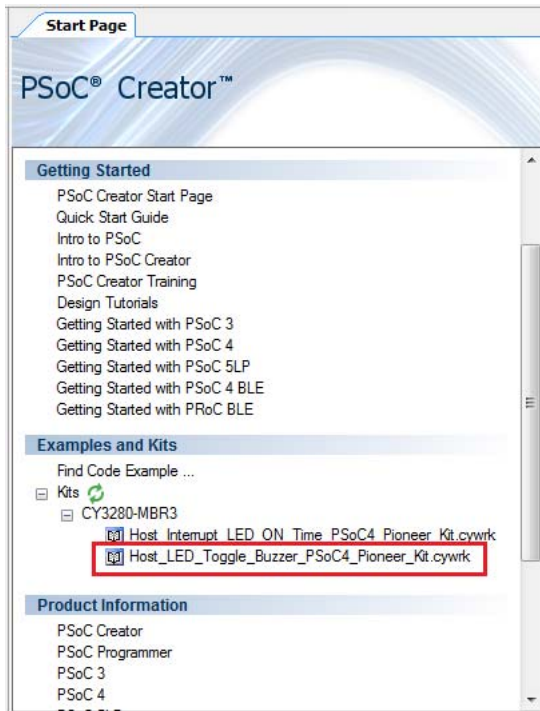 Start Page
PSoC® Creator™
Getting Started
PSoC Creator Start Page
Quick Start Guide
Intro to PSoC
Intro to PSoC Creator
PSoC Creator Training
Design Tutorials
Getting Started with PSoC 3
Getting Started with PSoC 4
Getting Started with PSoC 5LP
Getting Started with PSoC 4 BLE
Getting Started with PRoC BLE
Examples and Kits
Find Code Example ...
Kits
CY3280-MBR3
Host_Interrupt_LED_ON_Time_PSoC4_Pioneer_Kit.cywrk
Host_LED_Toggle_Buzzer_PSoC4_Pioneer_Kit.cywrk
Product Information
PSoC Creator
PSoC Programmer
PSoC 3
PSoC 4